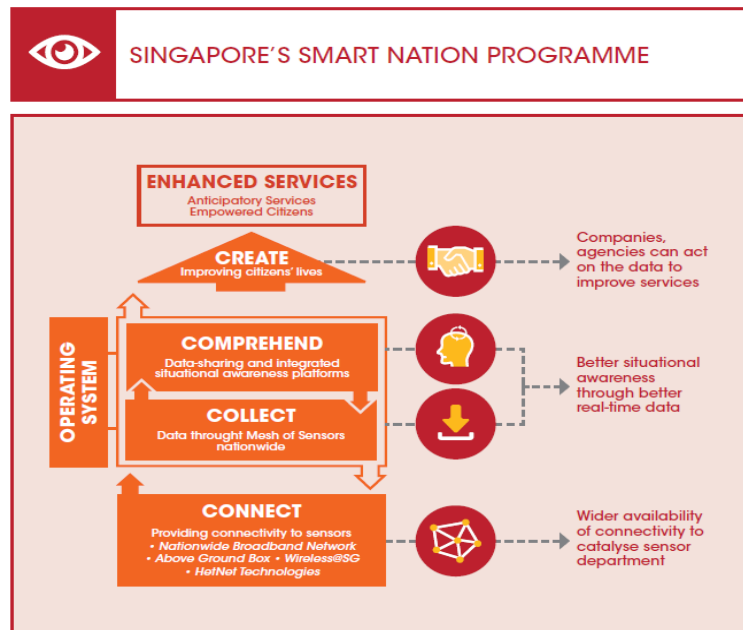 SINGAPORE'S SMART NATION PROGRAMME
ENHANCED SERVICES
Anticipatory Services
Empowered Citizens
CREATE
Improving citizens' lives
Companies,
agencies can act
on the data to
improve services
OPERATING
SYSTEM
COMPREHEND
Data-sharing and integrated
situational awareness platforms
COLLECT
Data throught Mesh of Sensors
nationwide
Better situational
awareness
through better
real-time data
CONNECT
Providing connectivity to sensors
• Nationwide Broadband Network
• Above Ground Box • Wireless@SG
• HetNet Technologies
Wider availability
of connectivity to
catalyse sensor
department